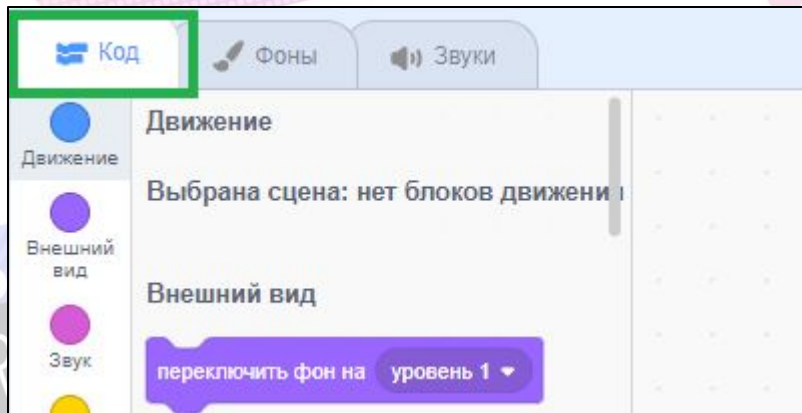 Код
Фоны
Звуки
Движение
Движение
Выбрана сцена: нет блоков движени
Внешний
вид
Внешний вид
Звук
переключить фон на уровень 1